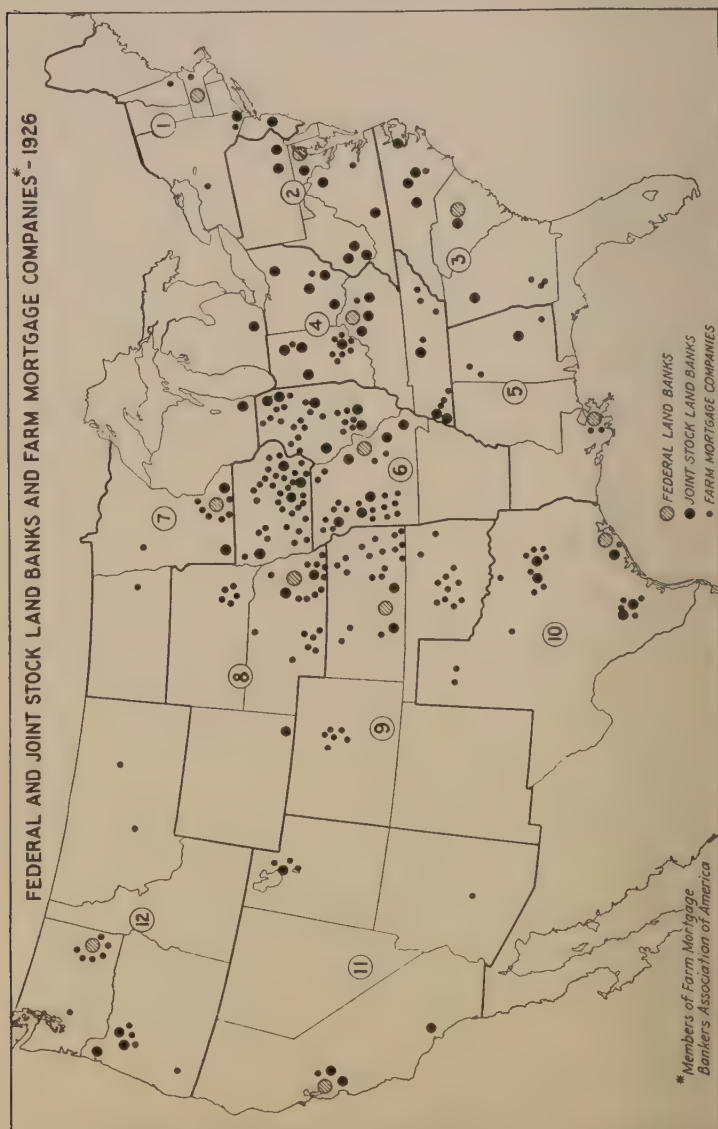 FEDERAL AND JOINT STOCK LAND BANKS AND FARM MORTGAGE COMPANIES* - 1926
12
7
1
8
4
2
11
9
6
3
5
10
FEDERAL LAND BANKS
JOINT STOCK LAND BANKS
FARM MORTGAGE COMPANIES
*Members of Farm Mortgage
Bankers Association of America